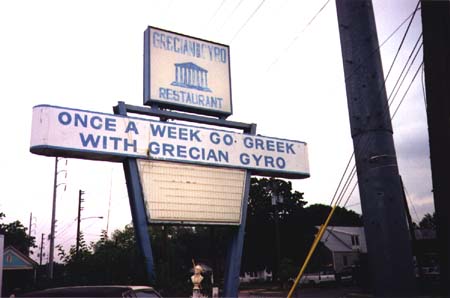 GRECIAN GYRO
RESTAURANT
ONCE A WEEK GO-GREEK
WITH GRECIAN GYRO